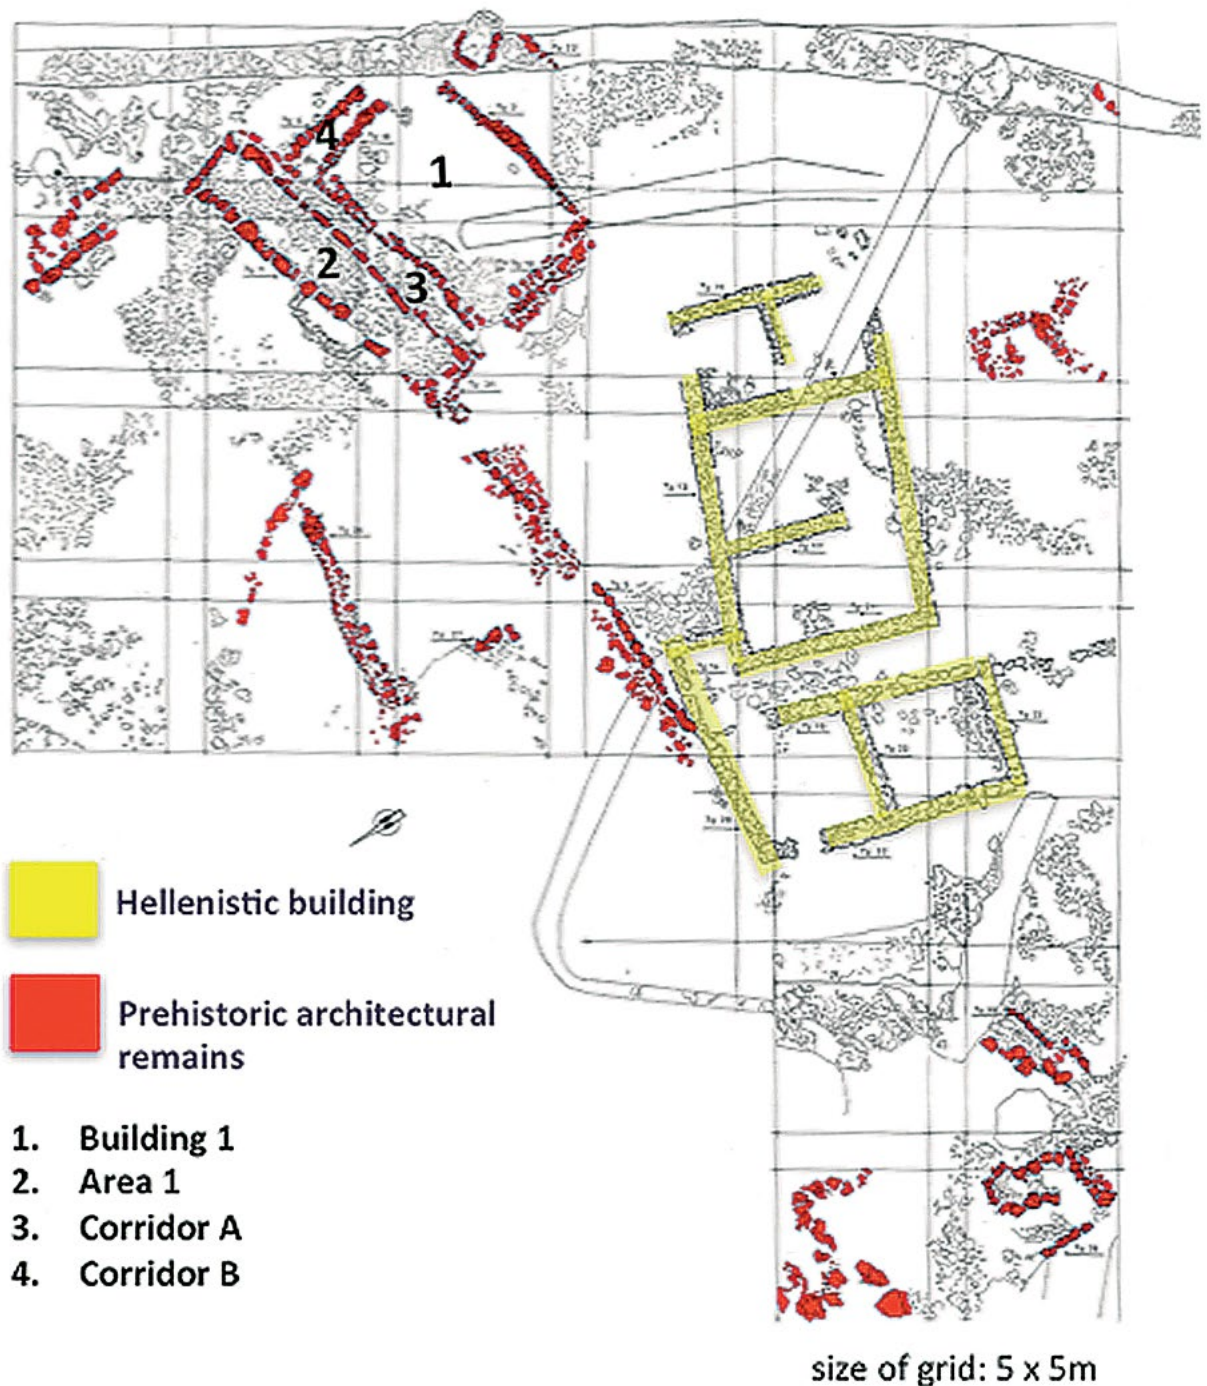 4
1
2
3
Hellenistic building
Prehistoric architectural
remains
1. Building 1
2. Area 1
3. Corridor A
4. Corridor B
size of grid: 5 x 5m